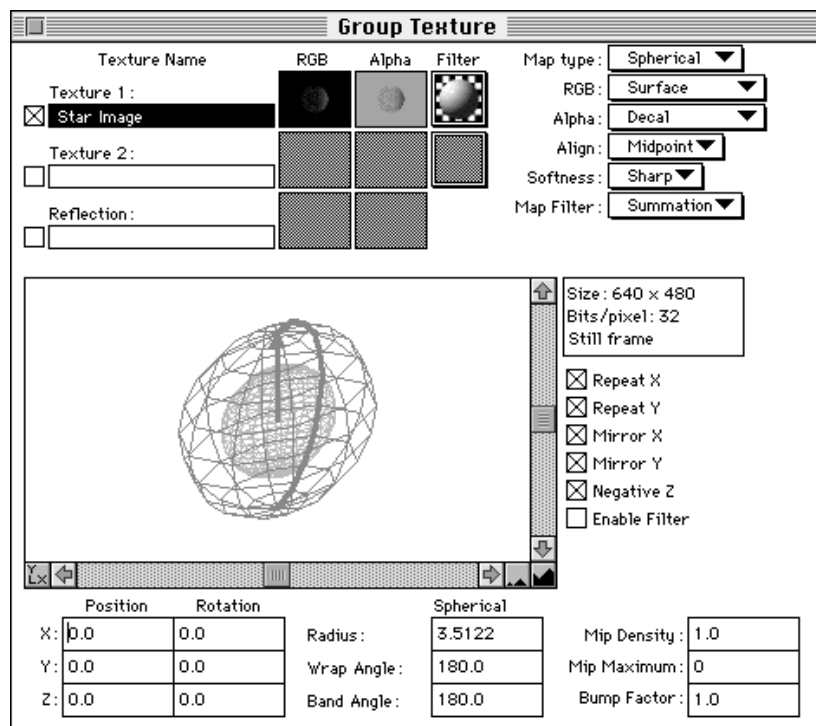 Group Texture
Texture Name RGB Alpha Filter
Texture 1 :
Star Image
Texture 2 :
Reflection :
Map type : Spherical
RGB : Surface
Alpha : Decal
Align : Midpoint
Softness : Sharp
Map Filter : Summation
Size : 640 x 480
Bits/pixel : 32
Still frame
Repeat X
Repeat Y
Mirror X
Mirror Y
Negative Z
Enable Filter
Y
X
Position Rotation Spherical
X : 0.0 0.0 Radius : 3.5122 Mip Density : 1.0
Y : 0.0 0.0 Wrap Angle : 180.0 Mip Maximum : 0
Z : 0.0 0.0 Band Angle : 180.0 Bump Factor : 1.0